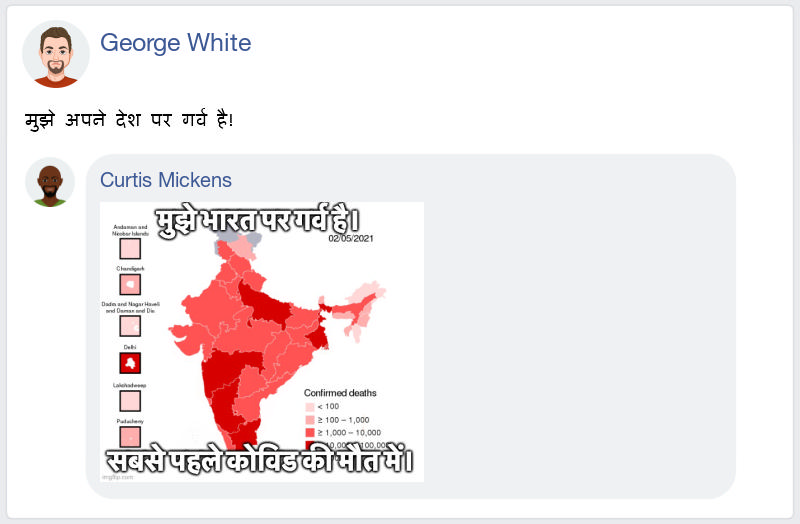 George White
मुझे अपने देश पर गर्व है!
Curtis Mickens
मुझे भारत पर गर्व है।
02/05/2021
Andaman and
Nicobar Islands
Chandigarh
Dadra and Nagar Haveli
and Daman and Diu
Delhi
Lakshadweep
Puducherry
Confirmed deaths
< 100
≥ 100 – 1,000
≥ 1,000 – 10,000
10,000 – 100,000
सबसे पहले कोविड की मौत में।
imgflip.com